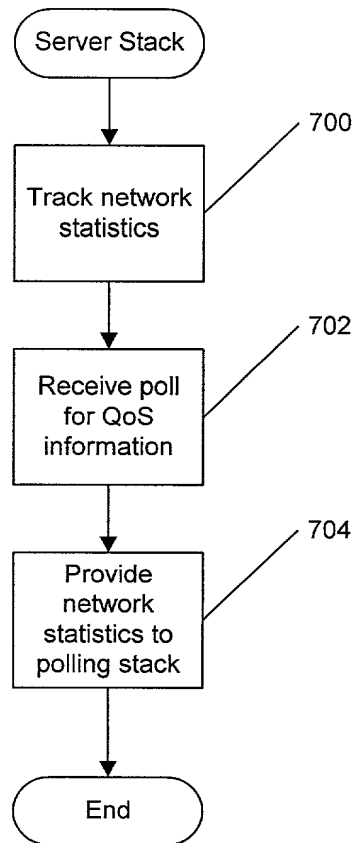 Server Stack
700
Track network
statistics
702
Receive poll
for QoS
information
704
Provide
network
statistics to
polling stack
End